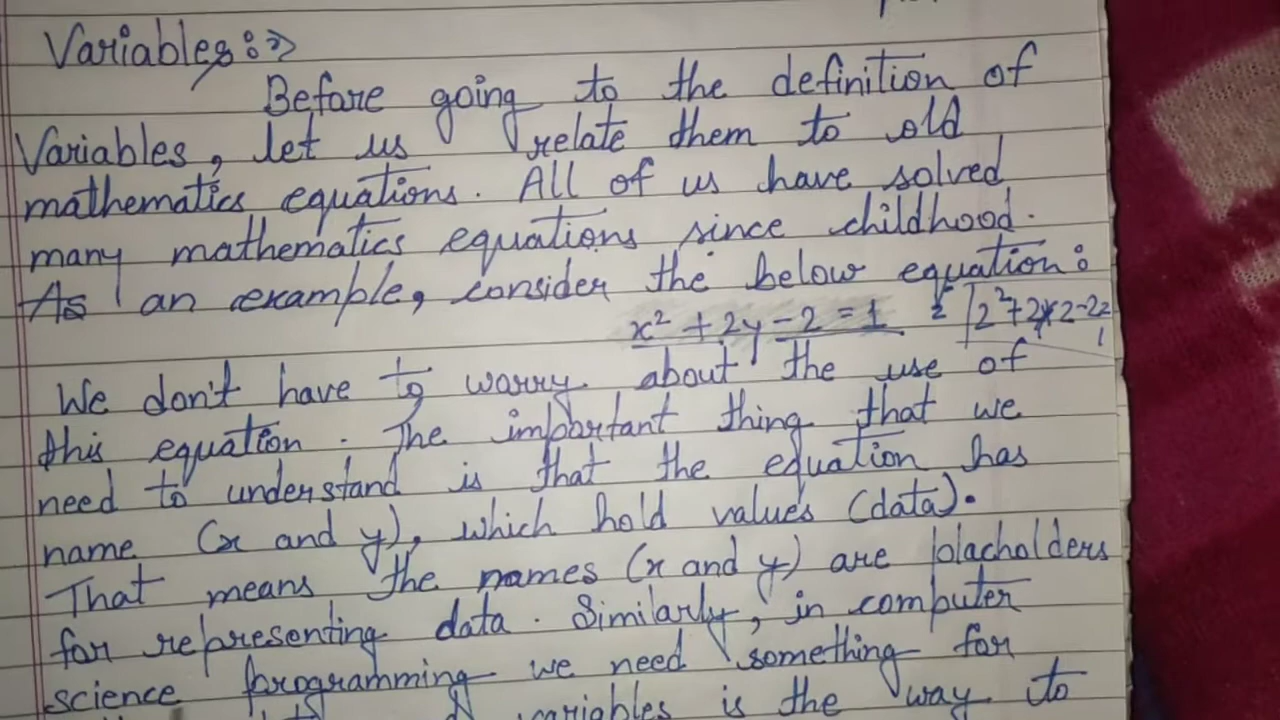 Variables :⇒
Before going to the definition of
Variables, let us relate them to old
mathematics equations. All of us have solved
many mathematics equations since childhood.
As an example, consider the below equation:
x² + 2y - 2 = 1
We don't have to worry about the use of
this equation. The important thing that we
need to understand is that the equation has
name (x and y), which hold values (data).
That means the names (x and y) are placholders
for representing data. Similarly, in computer
science programming we need something for
variables is the way to